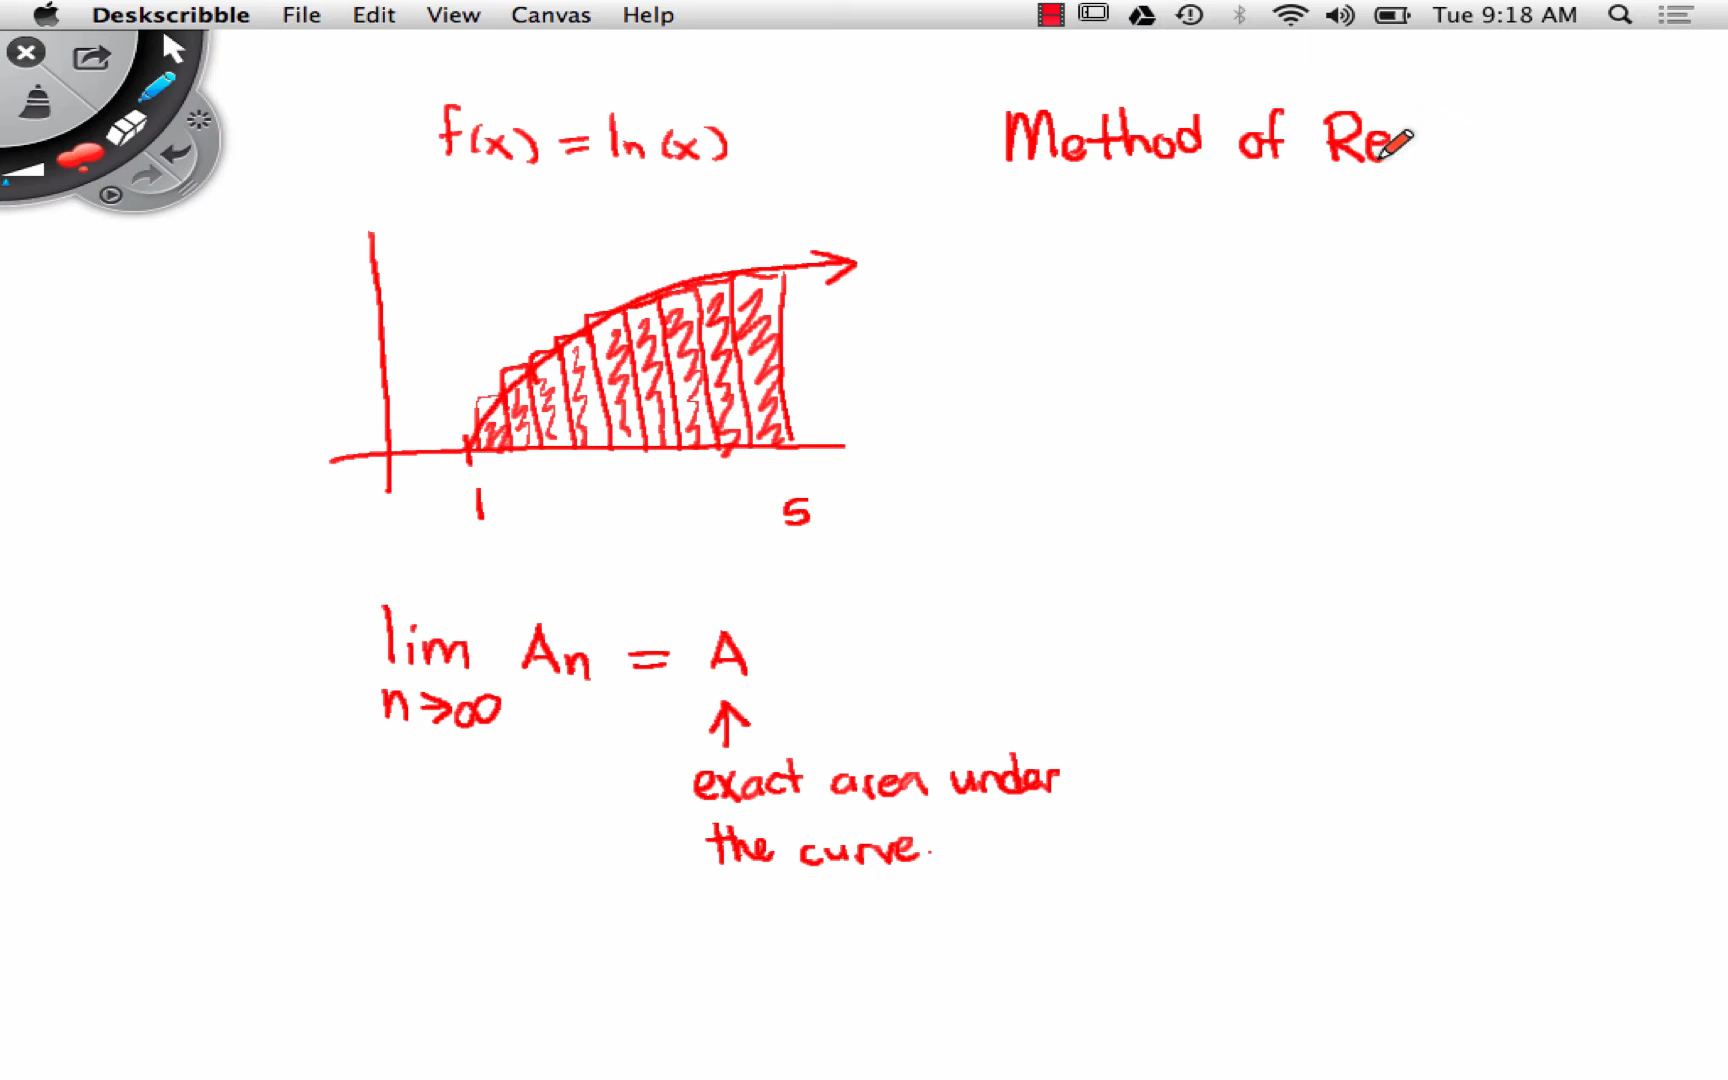 Deskscribble File Edit View Canvas Help Tue 9:18 AM
f(x) = ln(x)
Method of Re
1 5
lim An = A
n→∞
↑
exact area under
the curve.